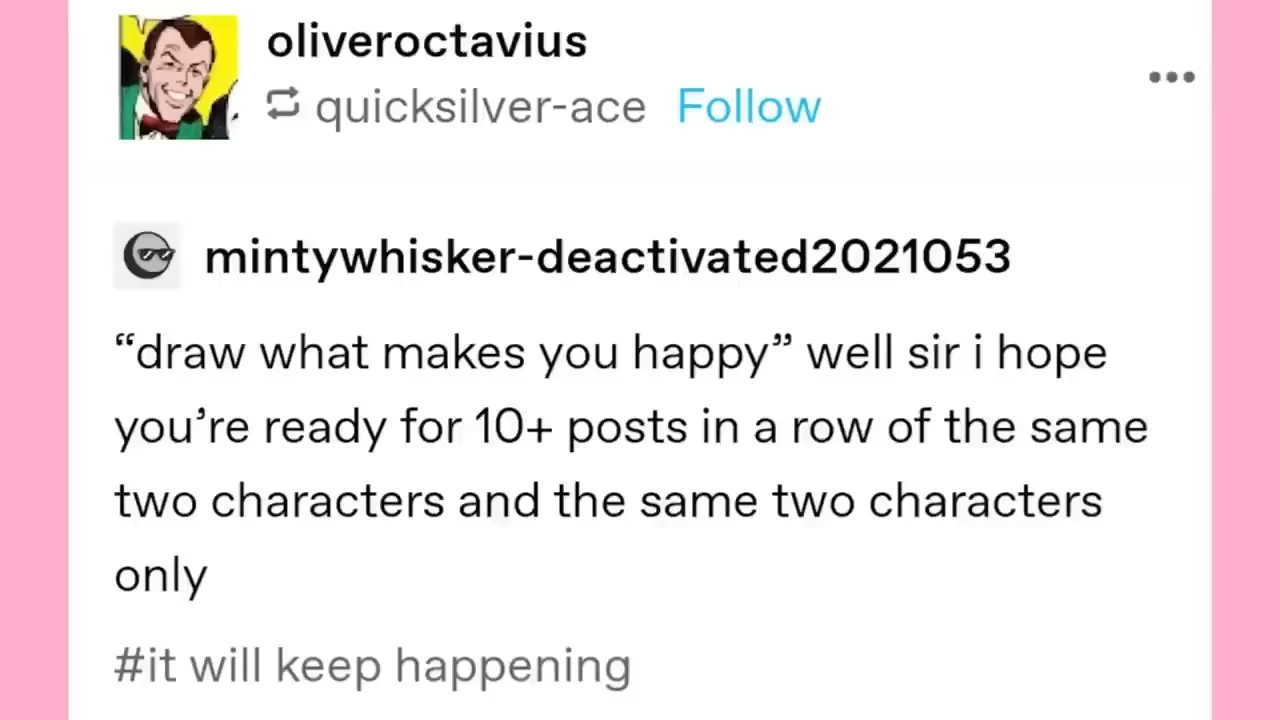 oliveroctavius
quicksilver-ace Follow
mintywhisker-deactivated2021053
“draw what makes you happy” well sir i hope
you’re ready for 10+ posts in a row of the same
two characters and the same two characters
only
#it will keep happening